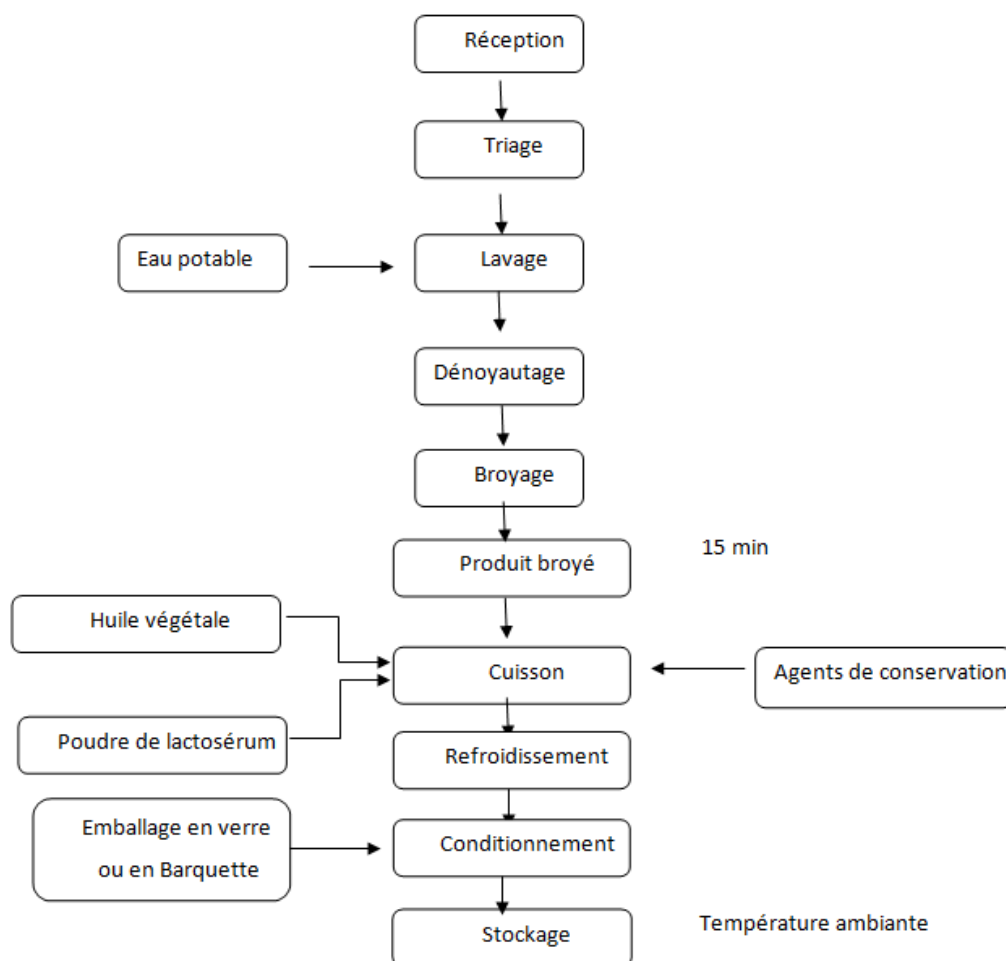 Réception
Triage
Eau potable
Lavage
Dénoyautage
Broyage
Produit broyé
15 min
Huile végétale
Cuisson
Agents de conservation
Poudre de lactosérum
Refroidissement
Emballage en verre
ou en Barquette
Conditionnement
Stockage
Température ambiante